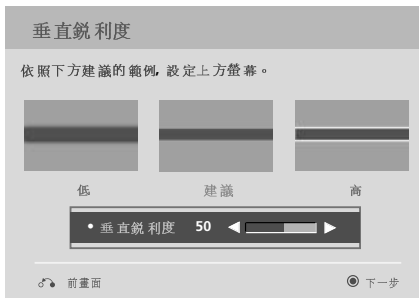 垂直銳利度
依照下方建議的範例, 設定上方螢幕。
低 建議 高
• 垂直銳利度 50
前畫面 下一步